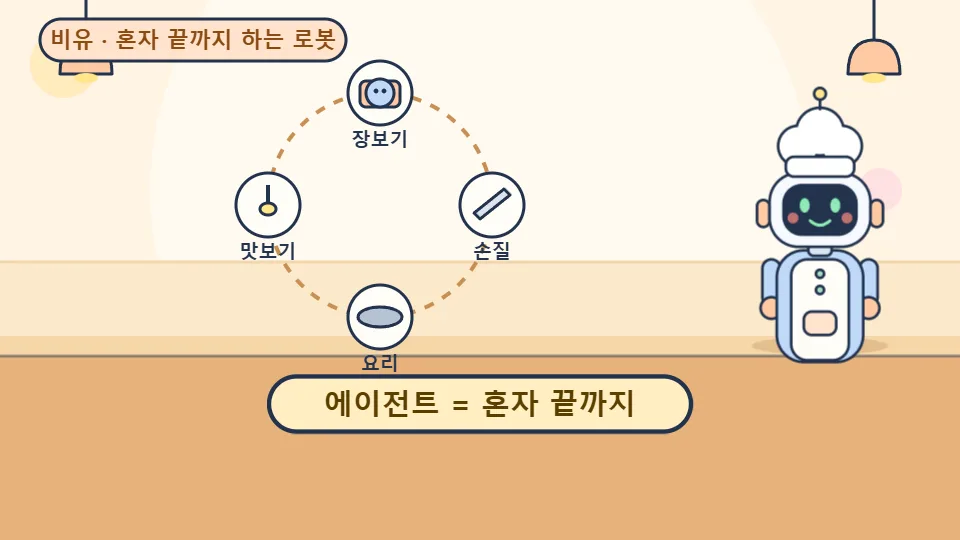 비유 · 혼자 끝까지 하는 로봇
장보기
맛보기
손질
요리
에이전트 = 혼자 끝까지